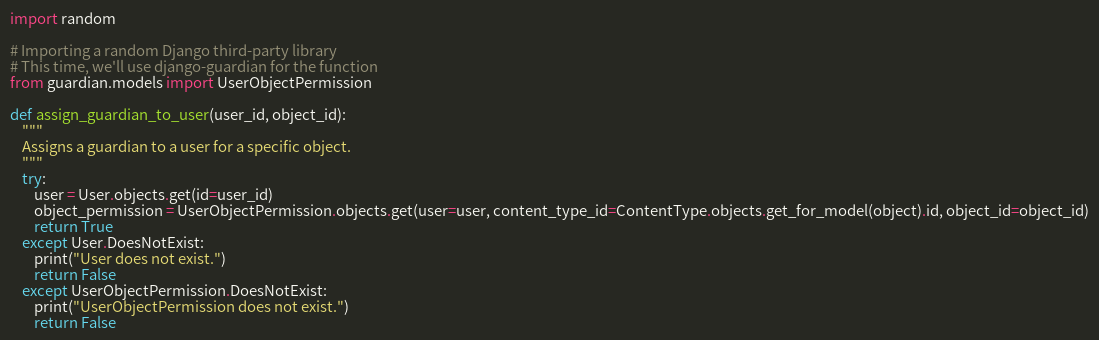 import random

# Importing a random Django third-party library
# This time, we'll use django-guardian for the function
from guardian.models import UserObjectPermission

def assign_guardian_to_user(user_id, object_id):
    """
    Assigns a guardian to a user for a specific object.
    """
    try:
        user = User.objects.get(id=user_id)
        object_permission = UserObjectPermission.objects.get(user=user, content_type_id=ContentType.objects.get_for_model(object).id, object_id=object_id)
        return True
    except User.DoesNotExist:
        print("User does not exist.")
        return False
    except UserObjectPermission.DoesNotExist:
        print("UserObjectPermission does not exist.")
        return False